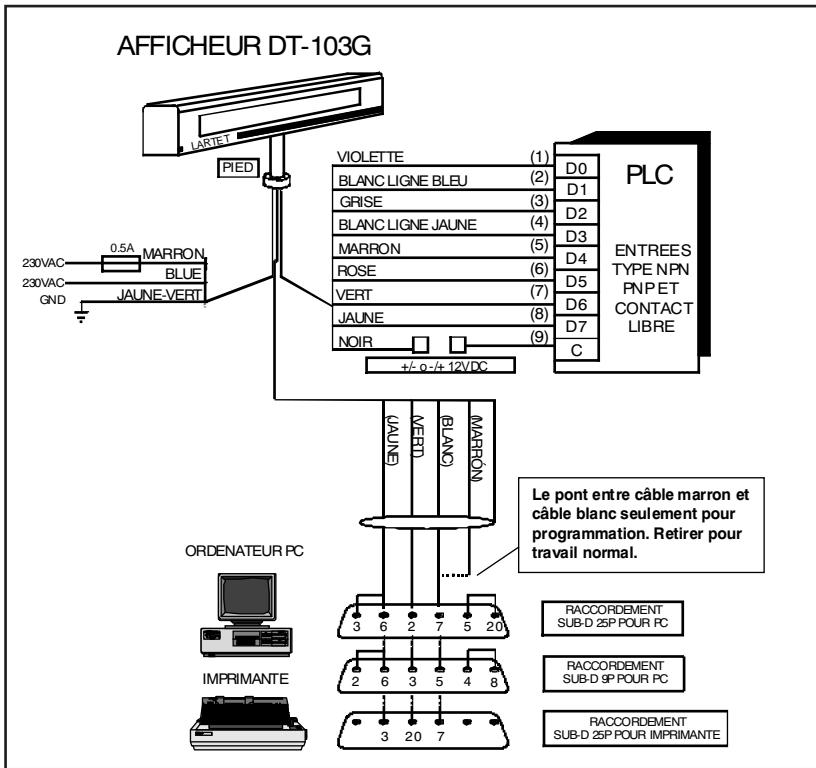 AFFICHEUR DT-103G
LARTET
PIED
VIOLETTE (1) D0
BLANC LIGNE BLEU (2) D1
GRISE (3) D2
BLANC LIGNE JAUNE (4) D3
MARRON (5) D4
ROSE (6) D5
VERT (7) D6
JAUNE (8) D7
NOIR (9) C
+/- o -/+ 12VDC
PLC
ENTREES
TYPE NPN
PNP ET
CONTACT
LIBRE
0.5A
230VAC MARRON
230VAC BLUE
GND JAUNE-VERT
(JAUNE)
(VERT)
(BLANC)
(MARRÓN)
Le pont entre câble marron et
câble blanc seulement pour
programmation. Retirer pour
travail normal.
ORDENATEUR PC
3 6 2 7 5 20
RACCORDEMENT
SUB-D 25P POUR PC
IMPRIMANTE
2 6 3 5 4 8
RACCORDEMENT
SUB-D 9P POUR PC
3 20 7
RACCORDEMENT
SUB-D 25P POUR IMPRIMANTE